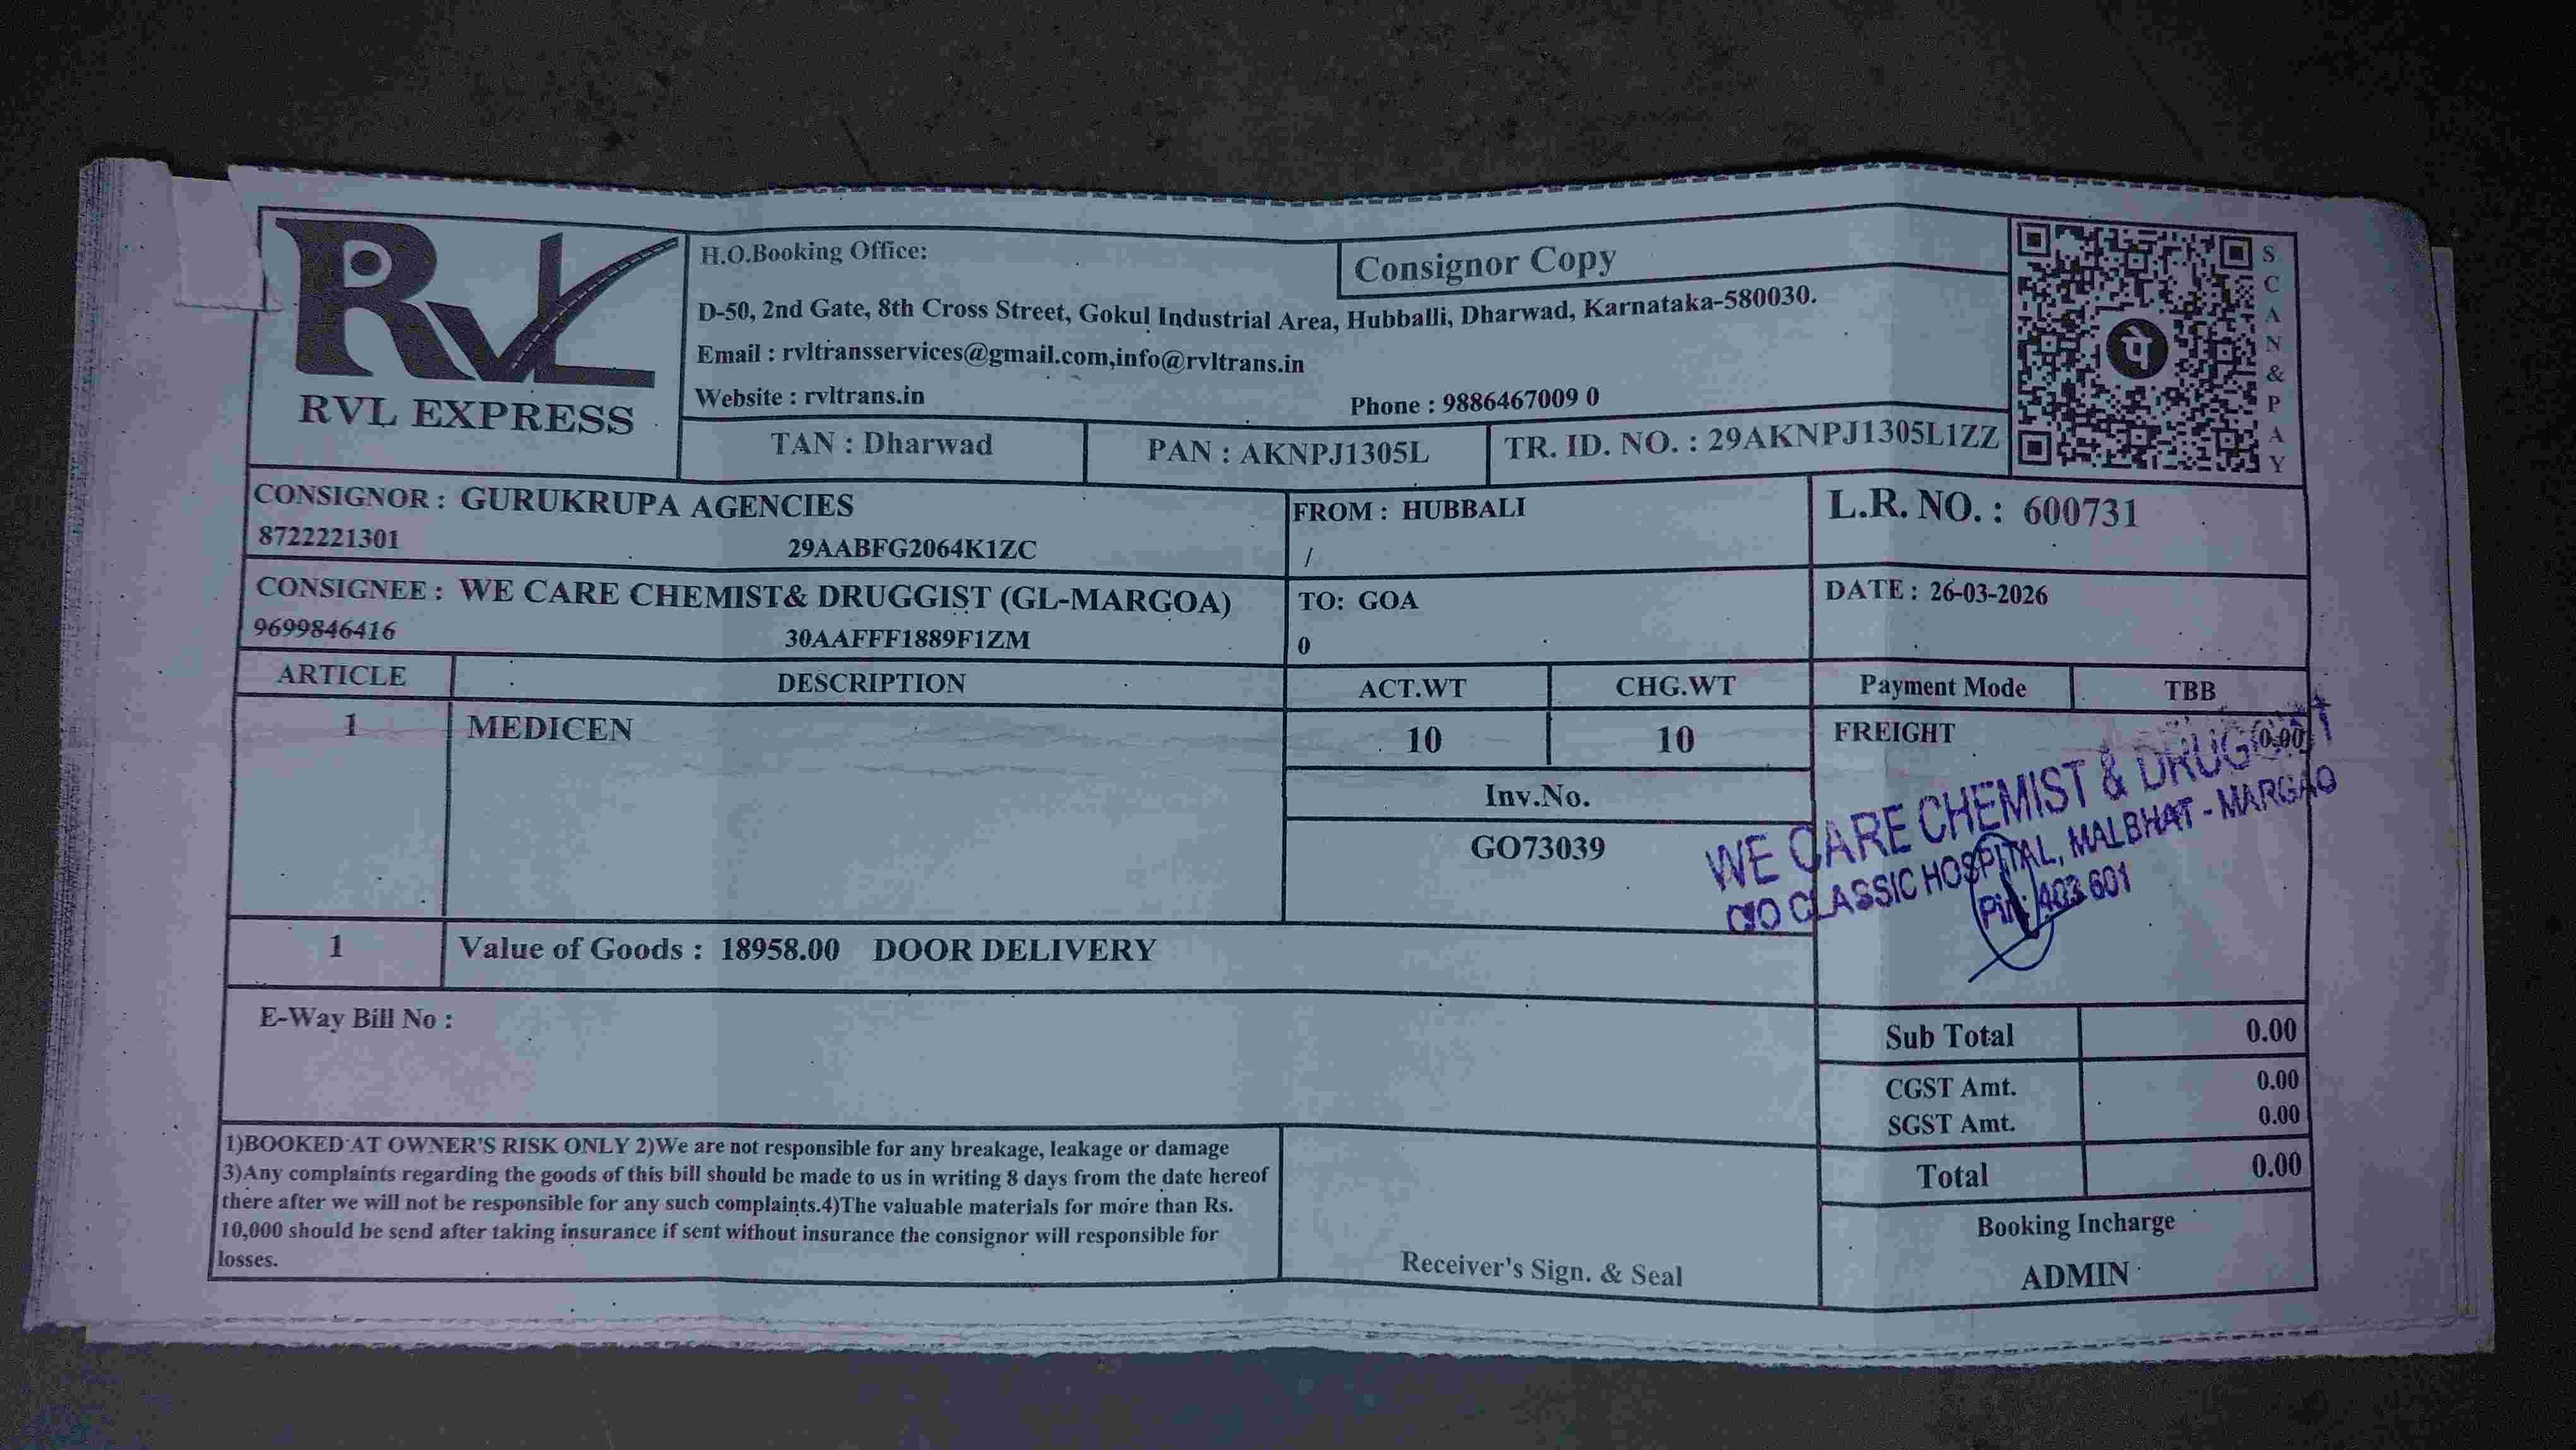 RVL
RVL EXPRESS
H.O.Booking Office:
Consignor Copy
D-50, 2nd Gate, 8th Cross Street, Gokul Industrial Area, Hubballi, Dharwad, Karnataka-580030.
Email : rvltransservices@gmail.com,info@rvltrans.in
Website : rvltrans.in
Phone : 9886467009 0
TAN : Dharwad
PAN : AKNPJ1305L
TR. ID. NO. : 29AKNPJ1305L1ZZ
पे
SCAN & PAY
CONSIGNOR : GURUKRUPA AGENCIES
8722221301 29AABFG2064K1ZC
FROM : HUBBALI
/
L.R. NO. : 600731
CONSIGNEE : WE CARE CHEMIST& DRUGGIST (GL-MARGOA)
9699846416 30AAFFF1889F1ZM
TO: GOA
0
DATE : 26-03-2026
ARTICLE DESCRIPTION ACT.WT CHG.WT Payment Mode TBB
1 MEDICEN 10 10 FREIGHT 0.00
Inv.No.
GO73039
WE CARE CHEMIST & DRUGGIST
C/O CLASSIC HOSPITAL, MALBHAT - MARGAO
Pin: 403 601
1 Value of Goods : 18958.00 DOOR DELIVERY
E-Way Bill No :
Sub Total 0.00
CGST Amt. 0.00
SGST Amt. 0.00
Total 0.00
1)BOOKED AT OWNER'S RISK ONLY 2)We are not responsible for any breakage, leakage or damage
3)Any complaints regarding the goods of this bill should be made to us in writing 8 days from the date hereof
there after we will not be responsible for any such complaints.4)The valuable materials for more than Rs.
10,000 should be send after taking insurance if sent without insurance the consignor will responsible for
losses.
Receiver's Sign. & Seal
Booking Incharge
ADMIN